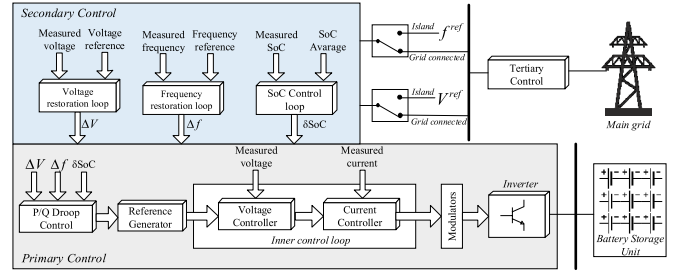 Secondary Control
Measured voltage
Voltage reference
Measured frequency
Frequency reference
Measured SoC
SoC Avarage
Voltage restoration loop
Frequency restoration loop
SoC Control loop
ΔV
Δf
δSoC
Island
f^ref
Grid connected
Island
V^ref
Grid connected
Tertiary Control
Main grid
ΔV Δf δSoC
P/Q Droop Control
Reference Generator
Measured voltage
Measured current
Voltage Controller
Current Controller
Inner control loop
Modulators
Inverter
Primary Control
+ − + − + −
+ − + − + −
+ − + − + −
Battery Storage Unit